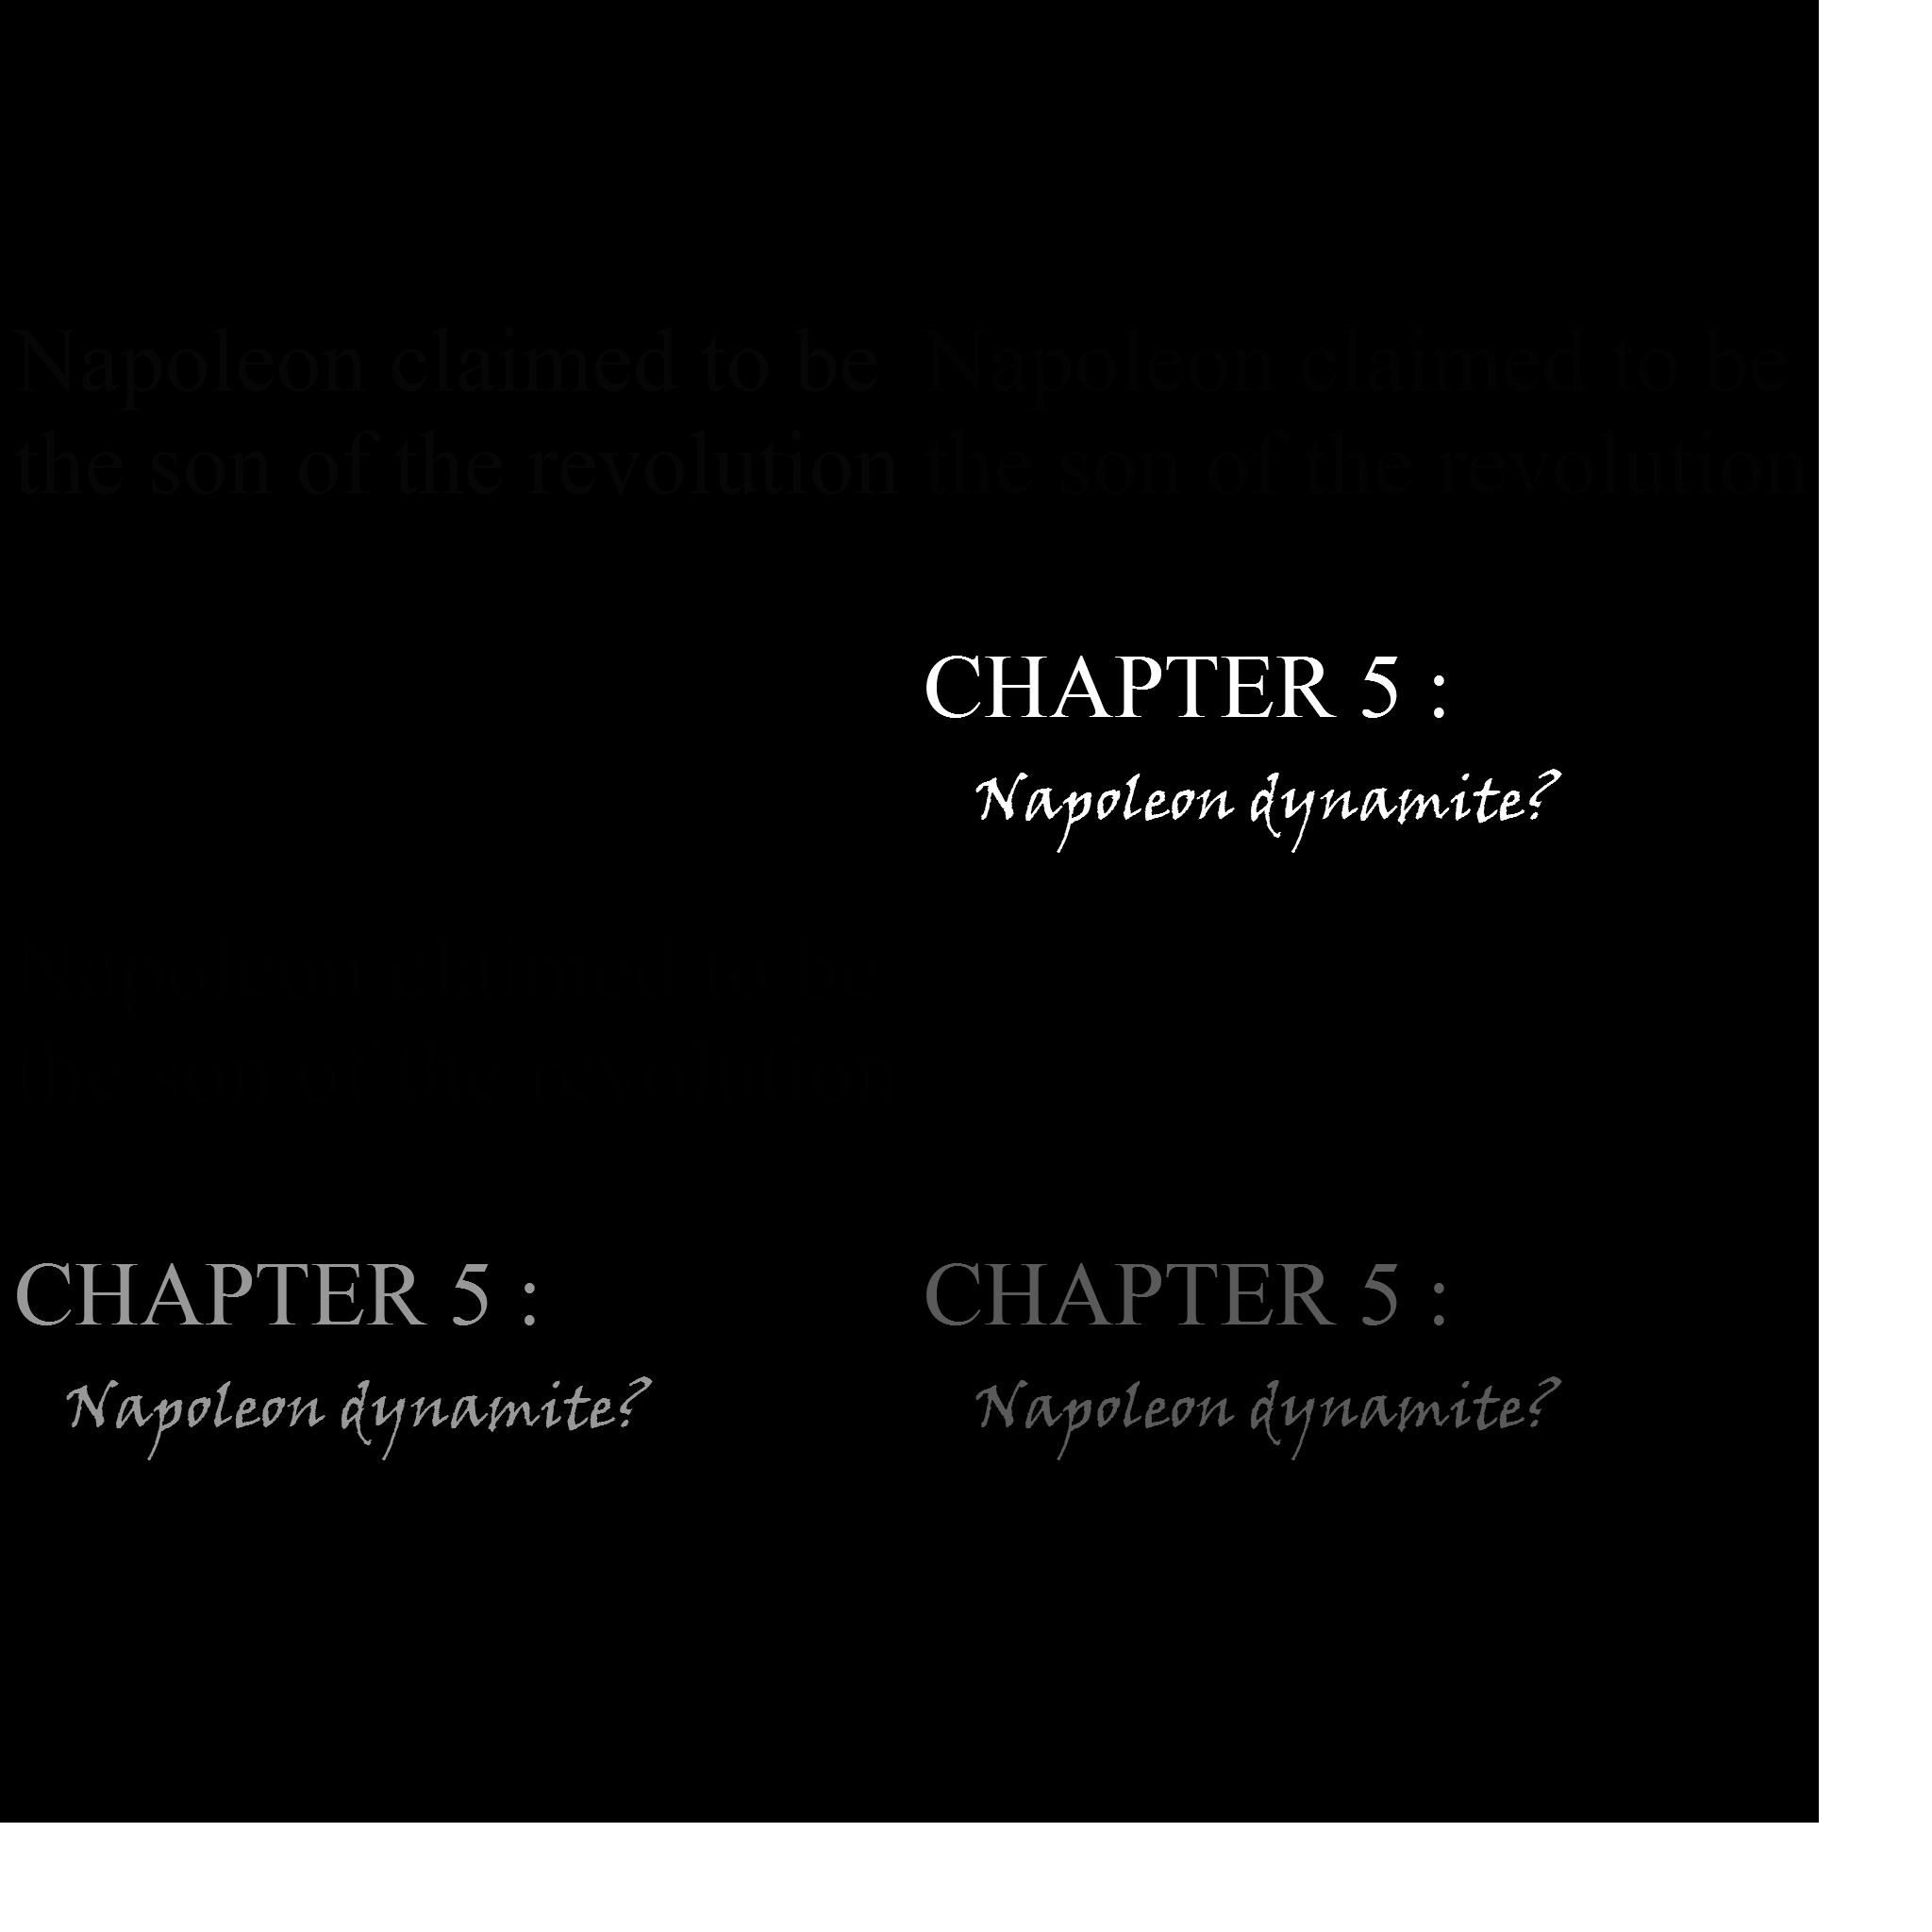 Napoleon claimed to be
the son of the revolution
Napoleon claimed to be
the son of the revolution
CHAPTER 5 :
Napoleon dynamite?
Napoleon claimed to be
the son of the revolution
CHAPTER 5 :
Napoleon dynamite?
CHAPTER 5 :
Napoleon dynamite?